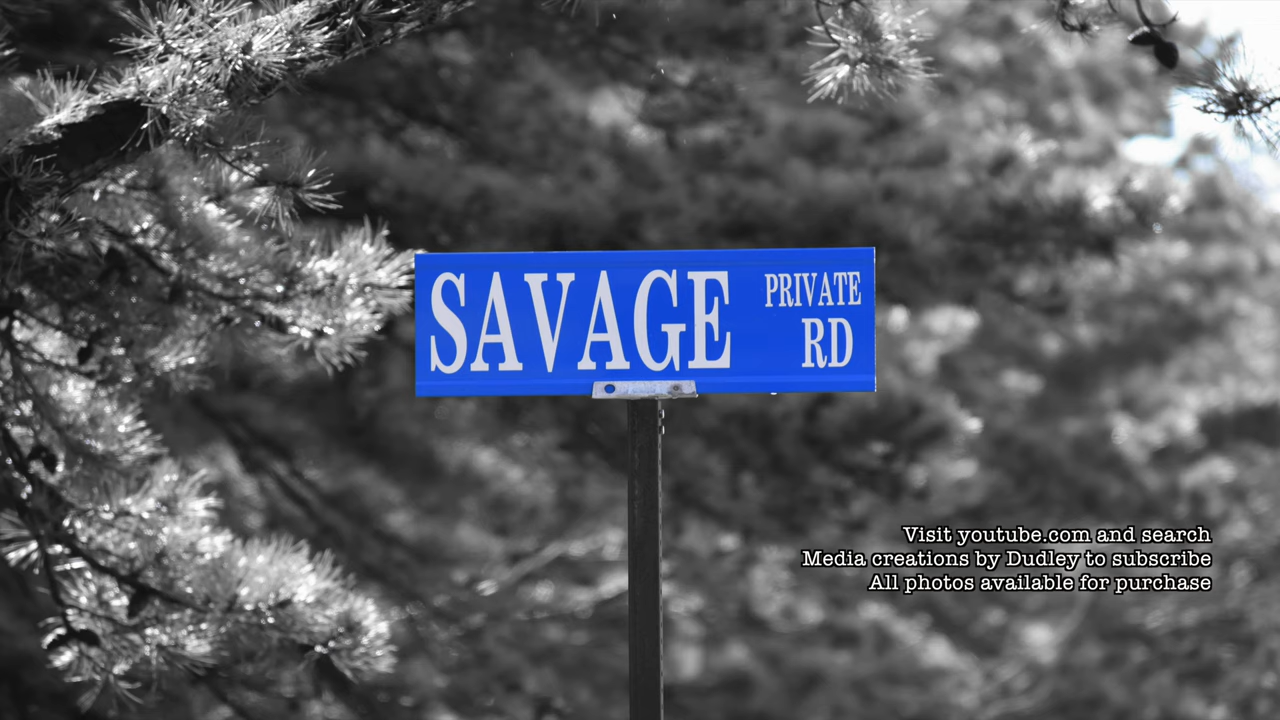 SAVAGE PRIVATE RD
Visit youtube.com and search
Media creations by Dudley to subscribe
All photos available for purchase